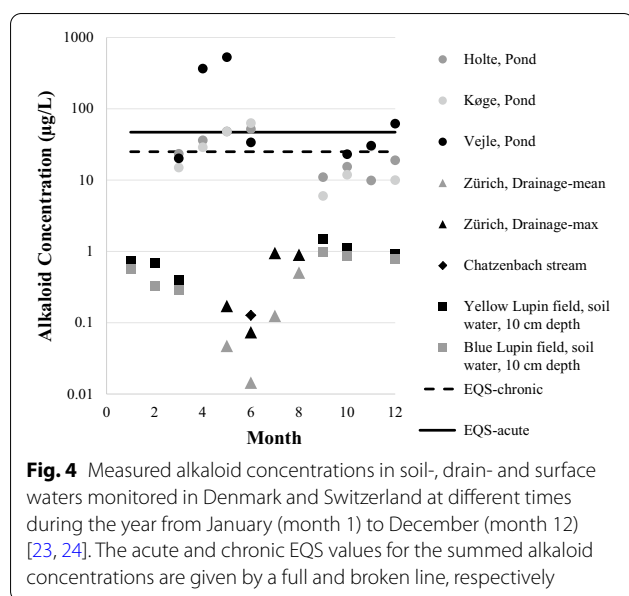 1000
100
10
1
0.1
0.01
Alkaloid Concentration (µg/L)
0 2 4 6 8 10 12
Month
Holte, Pond
Køge, Pond
Vejle, Pond
Zürich, Drainage-mean
Zürich, Drainage-max
Chatzenbach stream
Yellow Lupin field, soil
water, 10 cm depth
Blue Lupin field, soil
water, 10 cm depth
EQS-chronic
EQS-acute
Fig. 4 Measured alkaloid concentrations in soil-, drain- and surface
waters monitored in Denmark and Switzerland at different times
during the year from January (month 1) to December (month 12)
[23, 24]. The acute and chronic EQS values for the summed alkaloid
concentrations are given by a full and broken line, respectively